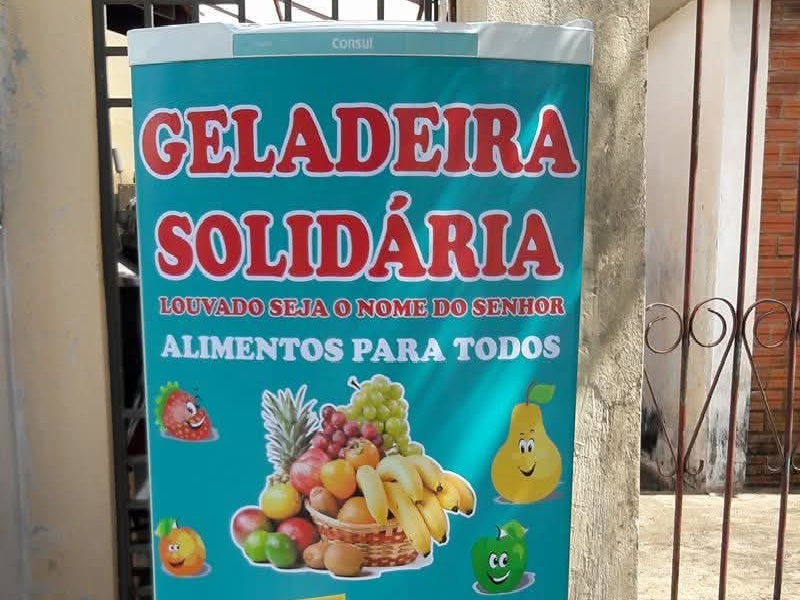 Consul
GELADEIRA
SOLIDÁRIA
LOUVADO SEJA O NOME DO SENHOR
ALIMENTOS PARA TODOS